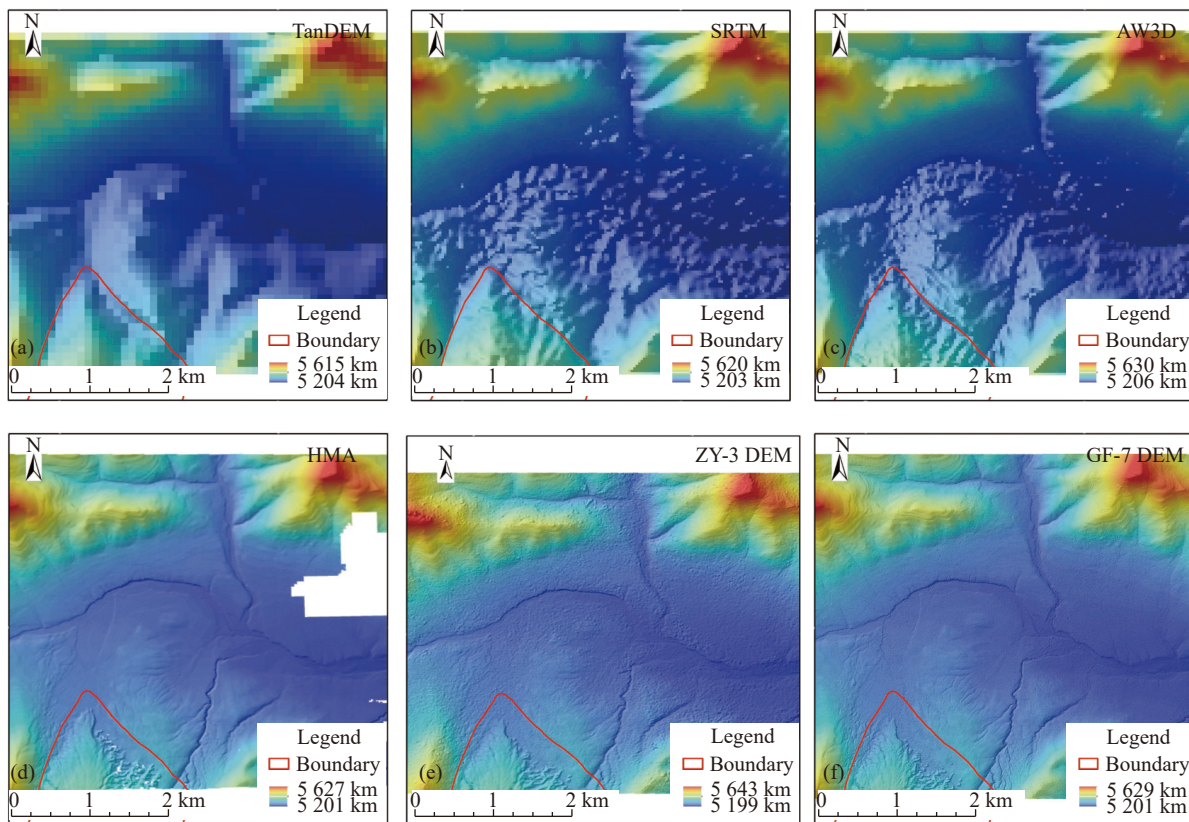 N
TanDEM
Legend
Boundary
5 615 km
5 204 km
(a)
0 1 2 km
N
SRTM
Legend
Boundary
5 620 km
5 203 km
(b)
0 1 2 km
N
AW3D
Legend
Boundary
5 630 km
5 206 km
(c)
0 1 2 km
N
HMA
Legend
Boundary
5 627 km
5 201 km
(d)
0 1 2 km
N
ZY-3 DEM
Legend
Boundary
5 643 km
5 199 km
(e)
0 1 2 km
N
GF-7 DEM
Legend
Boundary
5 629 km
5 201 km
(f)
0 1 2 km